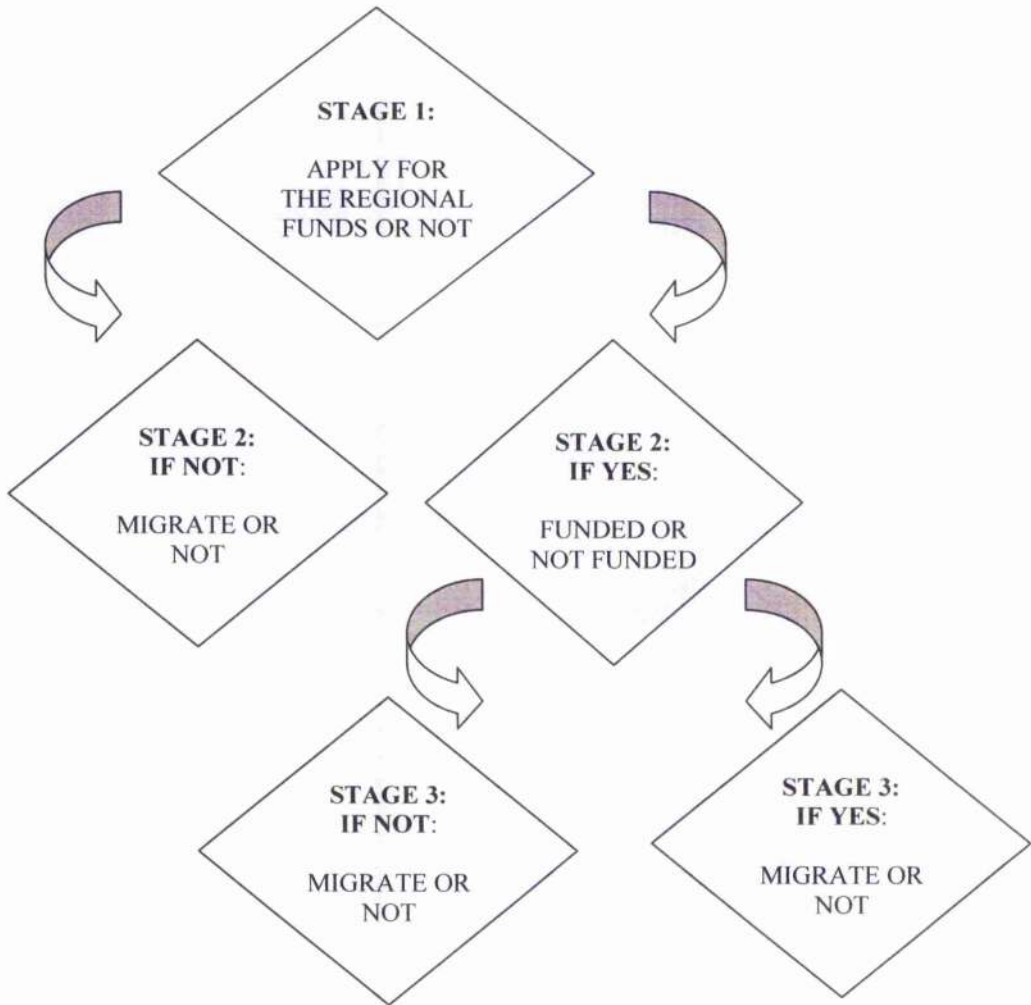 STAGE 1:
APPLY FOR
THE REGIONAL
FUNDS OR NOT
STAGE 2:
IF NOT:
MIGRATE OR
NOT
STAGE 2:
IF YES:
FUNDED OR
NOT FUNDED
STAGE 3:
IF NOT:
MIGRATE OR
NOT
STAGE 3:
IF YES:
MIGRATE OR
NOT